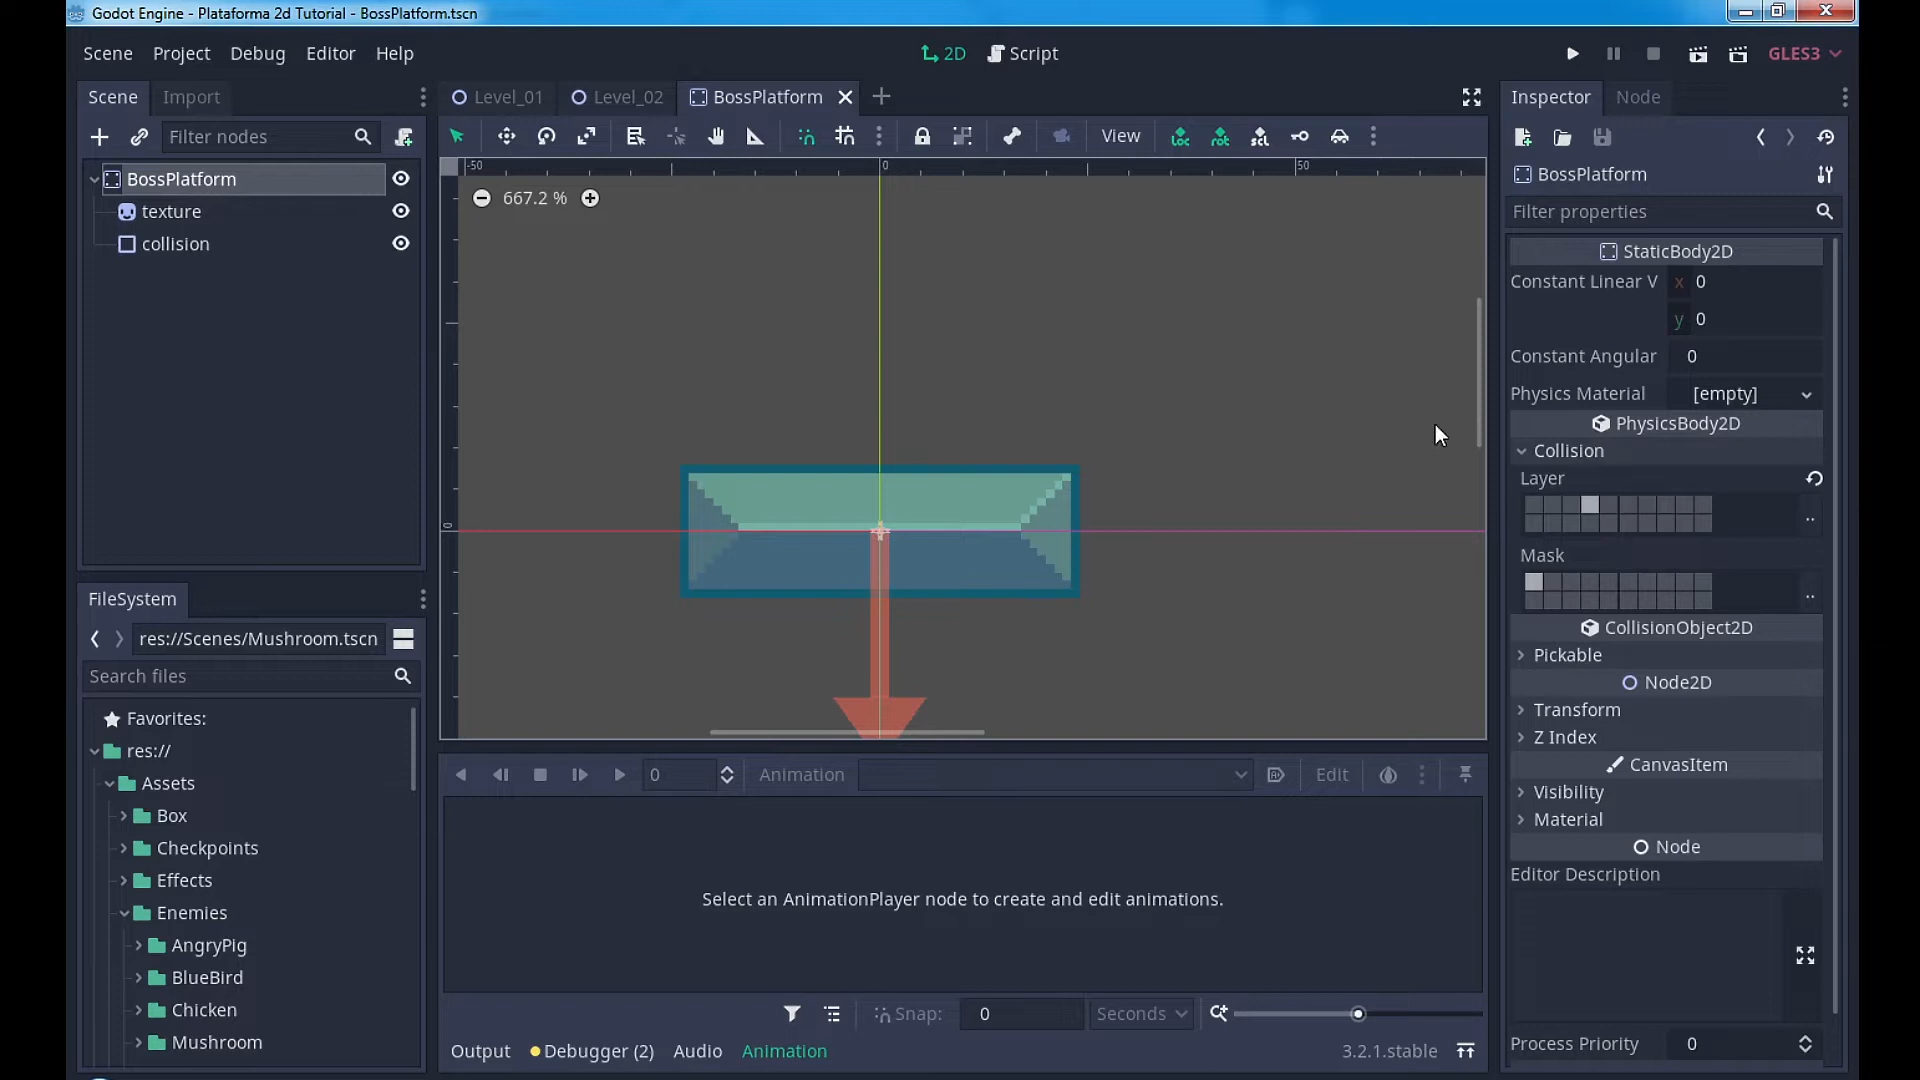 Godot Engine - Plataforma 2d Tutorial - BossPlatform.tscn
Scene Project Debug Editor Help
2D Script
GLES3
Scene Import
Level_01 Level_02 BossPlatform
Inspector Node
Filter nodes
View
BossPlatform
texture
collision
-50 0 50
667.2 %
0
BossPlatform
Filter properties
StaticBody2D
Constant Linear V x 0
y 0
Constant Angular 0
Physics Material [empty]
PhysicsBody2D
Collision
Layer
..
Mask
..
CollisionObject2D
Pickable
Node2D
Transform
Z Index
CanvasItem
Visibility
Material
Node
Editor Description
Process Priority 0
FileSystem
res://Scenes/Mushroom.tscn
Search files
Favorites:
res://
Assets
Box
Checkpoints
Effects
Enemies
AngryPig
BlueBird
Chicken
Mushroom
0 Animation Edit
Select an AnimationPlayer node to create and edit animations.
Snap: 0 Seconds
Output Debugger (2) Audio Animation 3.2.1.stable